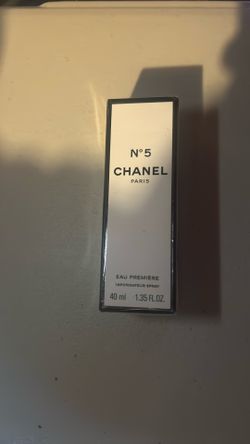 N°5
CHANEL
PARIS
EAU PREMIÈRE
VAPORISATEUR SPRAY
40 ml 1.35 FL.OZ.